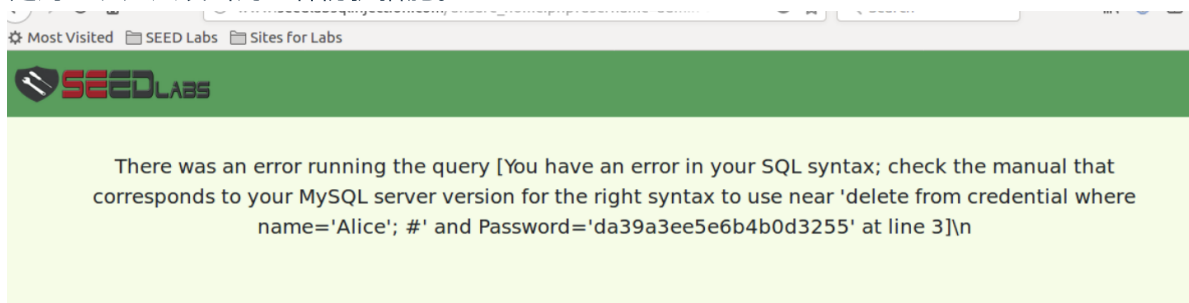 Most Visited SEED Labs Sites for Labs
SEEDLABS
There was an error running the query [You have an error in your SQL syntax; check the manual that
corresponds to your MySQL server version for the right syntax to use near 'delete from credential where
name='Alice'; #' and Password='da39a3ee5e6b4b0d3255' at line 3]\n